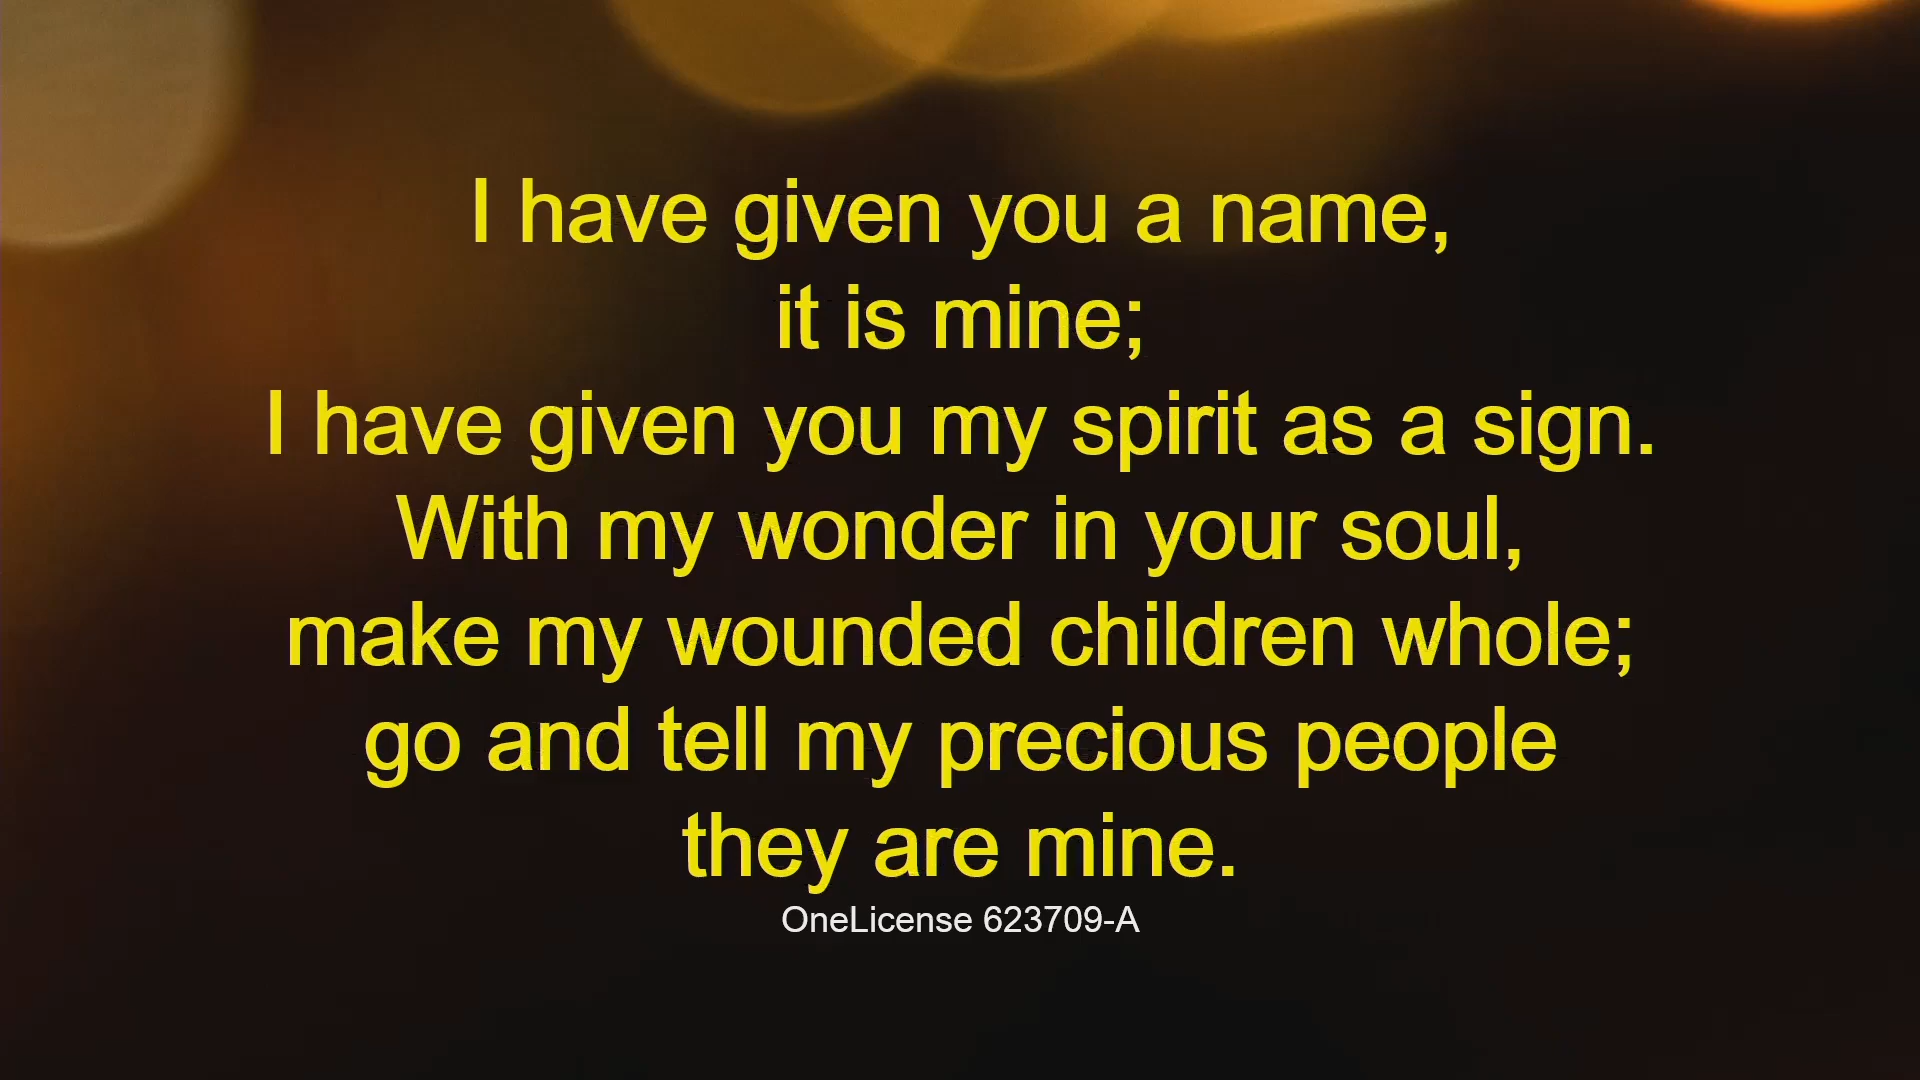 I have given you a name,
it is mine;
I have given you my spirit as a sign.
With my wonder in your soul,
make my wounded children whole;
go and tell my precious people
they are mine.
OneLicense 623709-A